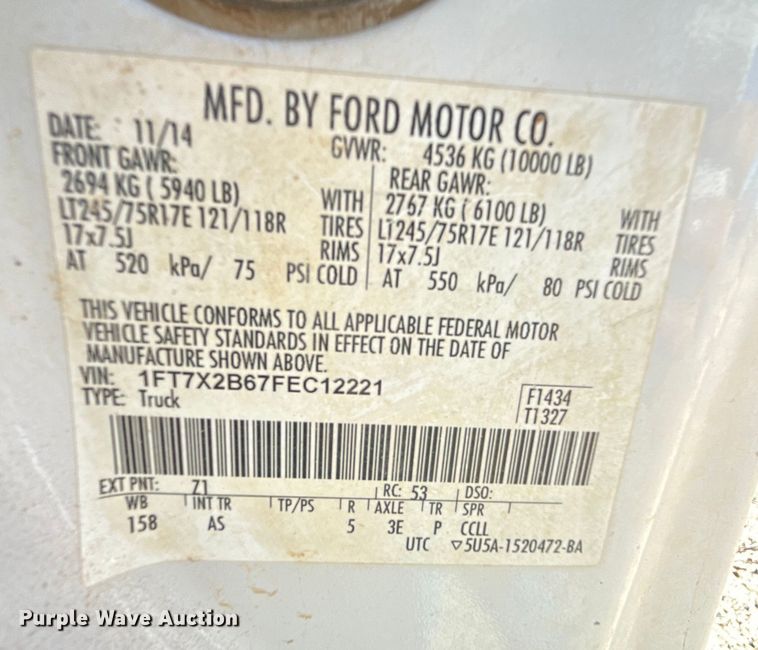 MFD. BY FORD MOTOR CO.
DATE: 11/14 GVWR: 4536 KG (10000 LB)
FRONT GAWR: REAR GAWR:
2694 KG ( 5940 LB) WITH 2767 KG ( 6100 LB) WITH
LT245/75R17E 121/118R TIRES LT245/75R17E 121/118R TIRES
17x7.5J RIMS 17x7.5J RIMS
AT 520 kPa/ 75 PSI COLD AT 550 kPa/ 80 PSI COLD
THIS VEHICLE CONFORMS TO ALL APPLICABLE FEDERAL MOTOR
VEHICLE SAFETY STANDARDS IN EFFECT ON THE DATE OF
MANUFACTURE SHOWN ABOVE.
VIN: 1FT7X2B67FEC12221
TYPE: Truck
F1434
T1327
EXT PNT: Z1 RC: 53 DSO:
WB INT TR TP/PS R AXLE TR SPR
158 AS 5 3E P CCLL
UTC ▽5U5A-1520472-BA
Purple Wave Auction